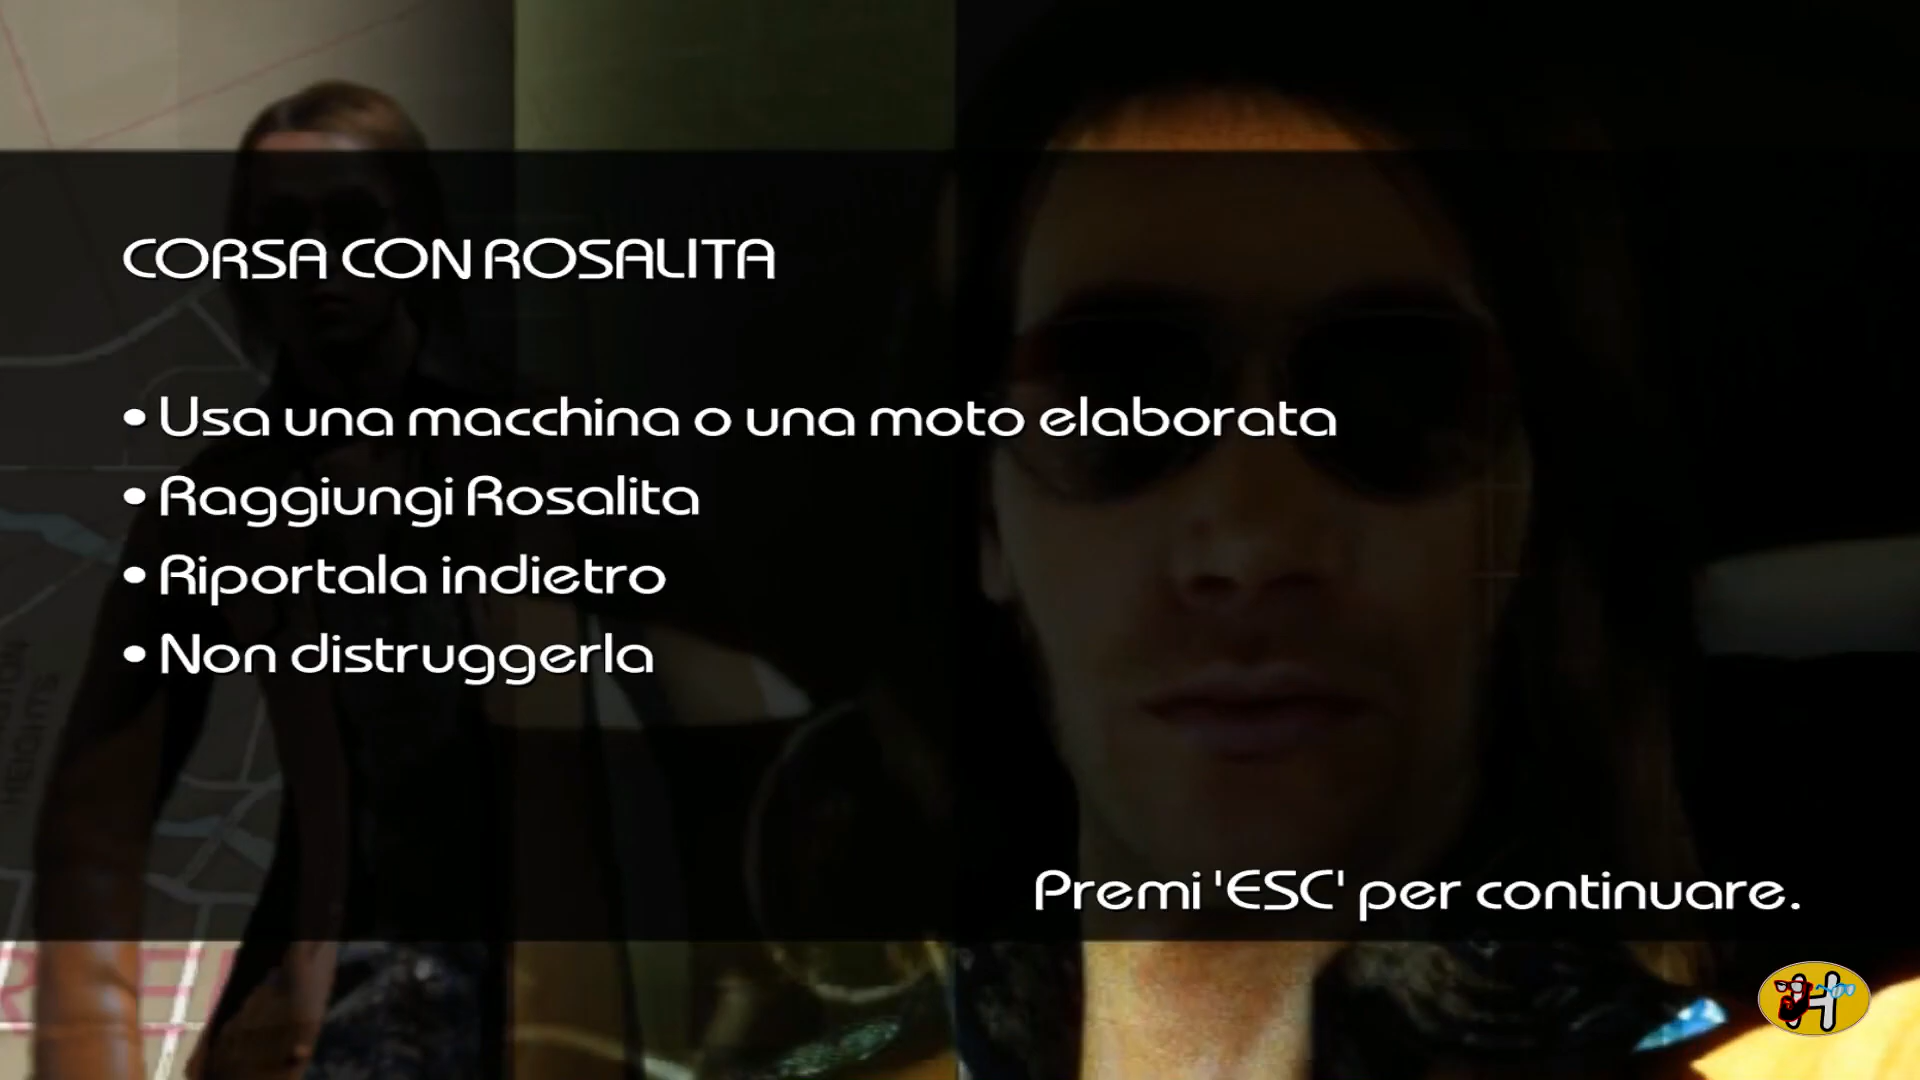 CORSA CON ROSALITA
• Usa una macchina o una moto elaborata
• Raggiungi Rosalita
• Riportala indietro
• Non distruggerla
HEIGHTS
Premi 'ESC' per continuare.